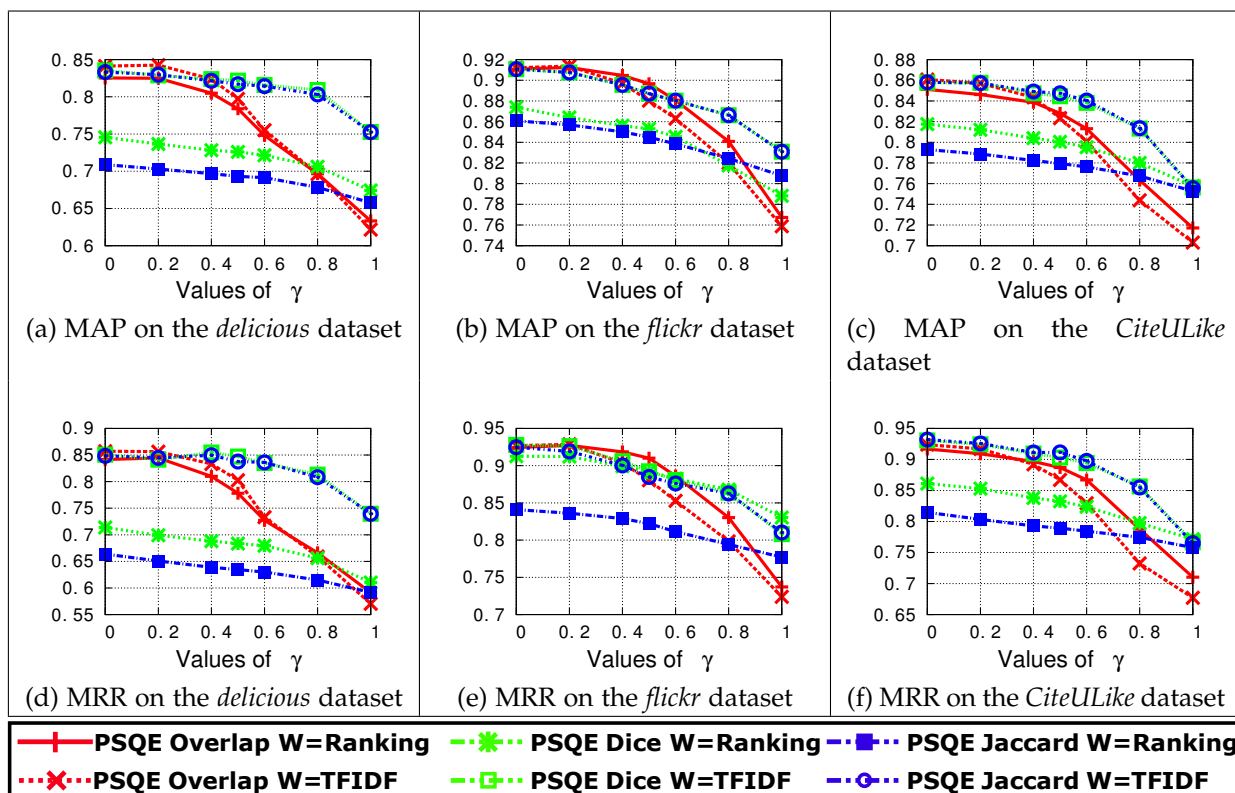 0.85
0.8
0.75
0.7
0.65
0.6
0 0.2 0.4 0.6 0.8 1
Values of γ
(a) MAP on the delicious dataset
0.92
0.9
0.88
0.86
0.84
0.82
0.8
0.78
0.76
0.74
0 0.2 0.4 0.6 0.8 1
Values of γ
(b) MAP on the flickr dataset
0.88
0.86
0.84
0.82
0.8
0.78
0.76
0.74
0.72
0.7
0 0.2 0.4 0.6 0.8 1
Values of γ
(c) MAP on the CiteULike
dataset
0.9
0.85
0.8
0.75
0.7
0.65
0.6
0.55
0 0.2 0.4 0.6 0.8 1
Values of γ
(d) MRR on the delicious dataset
0.95
0.9
0.85
0.8
0.75
0.7
0 0.2 0.4 0.6 0.8 1
Values of γ
(e) MRR on the flickr dataset
0.95
0.9
0.85
0.8
0.75
0.7
0.65
0 0.2 0.4 0.6 0.8 1
Values of γ
(f) MRR on the CiteULike dataset
PSQE Overlap W=Ranking
PSQE Dice W=Ranking
PSQE Jaccard W=Ranking
PSQE Overlap W=TFIDF
PSQE Dice W=TFIDF
PSQE Jaccard W=TFIDF